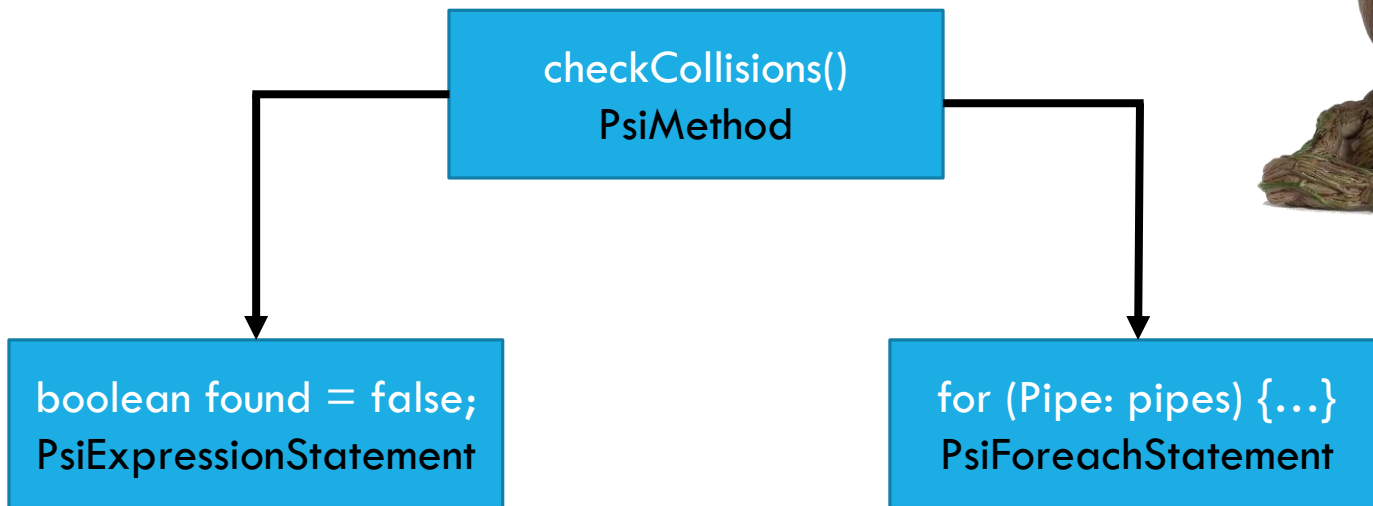 checkCollisions()
PsiMethod
boolean found = false;
PsiExpressionStatement
for (Pipe: pipes) {…}
PsiForeachStatement